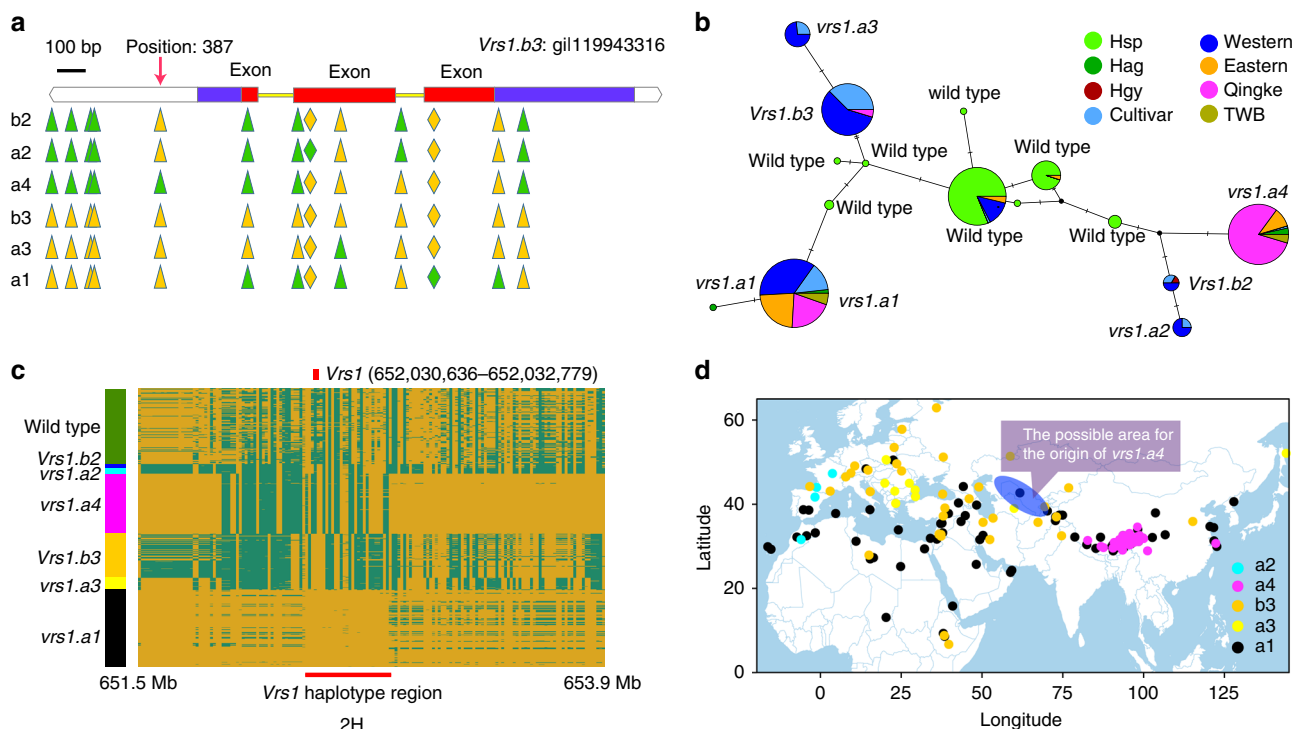 a
100 bp
Position: 387
Vrs1.b3: gi|119943316
Exon Exon Exon
b2
a2
a4
b3
a3
a1
b
vrs1.a3
Hsp Western
Hag Eastern
Hgy Qingke
Cultivar TWB
Vrs1.b3
wild type
Wild type
Wild type
Wild type
Wild type
Wild type
Wild type
vrs1.a4
vrs1.a1
vrs1.a1
Vrs1.b2
vrs1.a2
c
Vrs1 (652,030,636–652,032,779)
Wild type
Vrs1.b2
vrs1.a2
vrs1.a4
Vrs1.b3
vrs1.a3
vrs1.a1
651.5 Mb
653.9 Mb
Vrs1 haplotype region
2H
d
The possible area for
the origin of vrs1.a4
Latitude
60
40
20
0
0 25 50 75 100 125
Longitude
a2
a4
b3
a3
a1